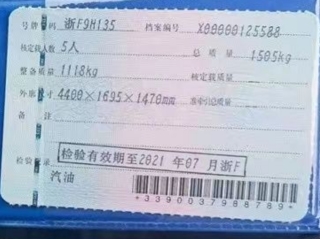 号牌号码 浙F9H135 档案编号 X00000125588
核定载人数 5人 总质量 1505kg
整备质量 1118kg 核定载质量
外廓尺寸 4400×1695×1470mm 准牵引总质量
备注
检验有效期至2021年07月浙F
检验记录
汽油
+3390037988789+